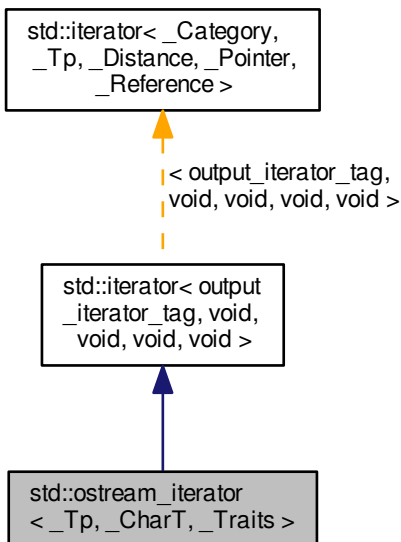 std::iterator< _Category,
_Tp, _Distance, _Pointer,
_Reference >
< output_iterator_tag,
void, void, void, void >
std::iterator< output
_iterator_tag, void,
void, void, void >
std::ostream_iterator
< _Tp, _CharT, _Traits >